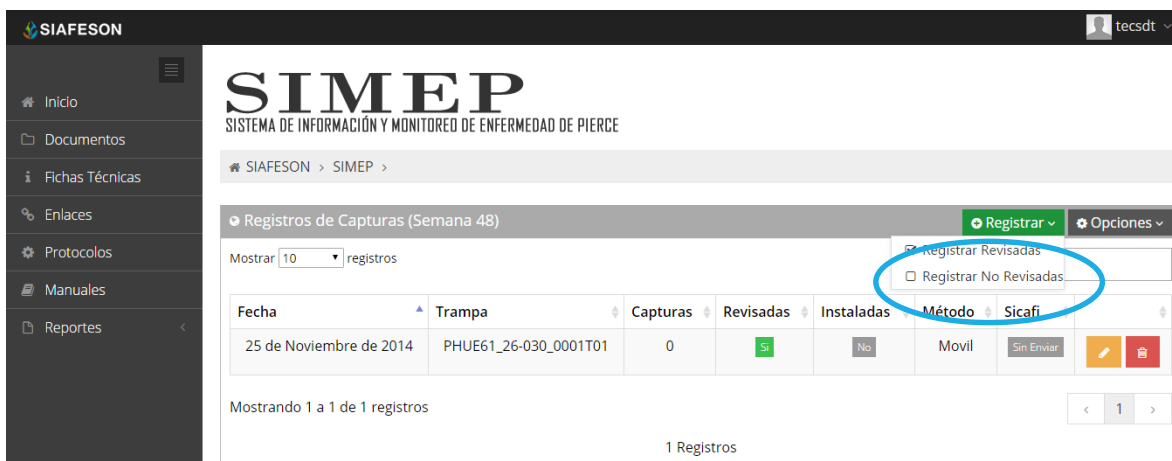 SIAFESON
tecsdt
Inicio
Documentos
Fichas Técnicas
Enlaces
Protocolos
Manuales
Reportes
SIMEP
SISTEMA DE INFORMACIÓN Y MONITOREO DE ENFERMEDAD DE PIERCE
SIAFESON > SIMEP >
Registros de Capturas (Semana 48)
Registrar
Opciones
Registrar Revisadas
Registrar No Revisadas
Mostrar 10 registros
Fecha Trampa Capturas Revisadas Instaladas Método Sicafi
25 de Noviembre de 2014 PHUE61_26-030_0001T01 0 Si No Movil Sin Enviar
Mostrando 1 a 1 de 1 registros
< 1 >
1 Registros